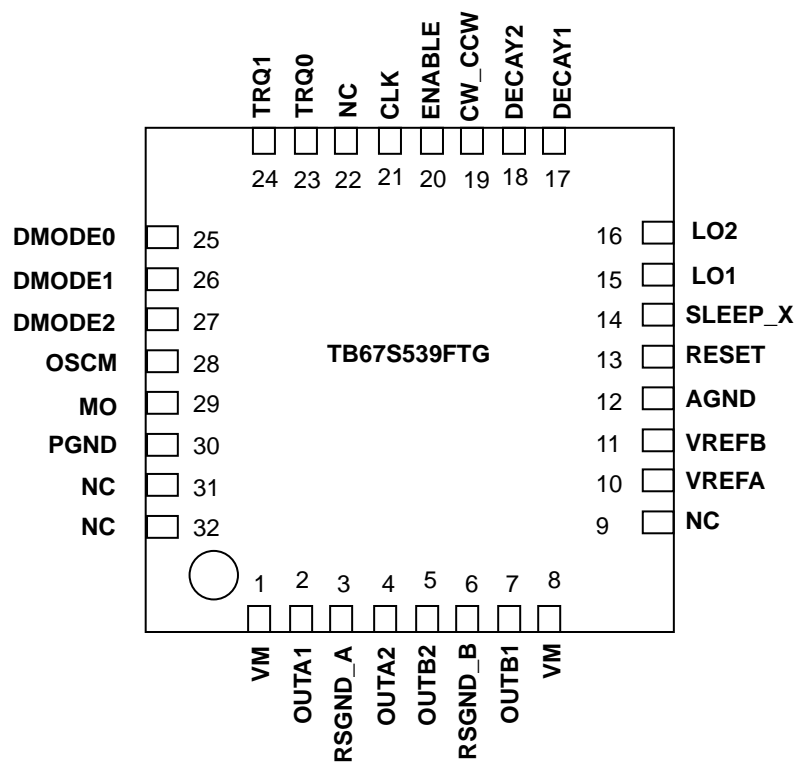 TRQ1 TRQ0 NC CLK ENABLE CW_CCW DECAY2 DECAY1
24 23 22 21 20 19 18 17
DMODE0 25
DMODE1 26
DMODE2 27
OSCM 28
MO 29
PGND 30
NC 31
NC 32
TB67S539FTG
16 LO2
15 LO1
14 SLEEP_X
13 RESET
12 AGND
11 VREFB
10 VREFA
9 NC
1 2 3 4 5 6 7 8
VM OUTA1 RSGND_A OUTA2 OUTB2 RSGND_B OUTB1 VM